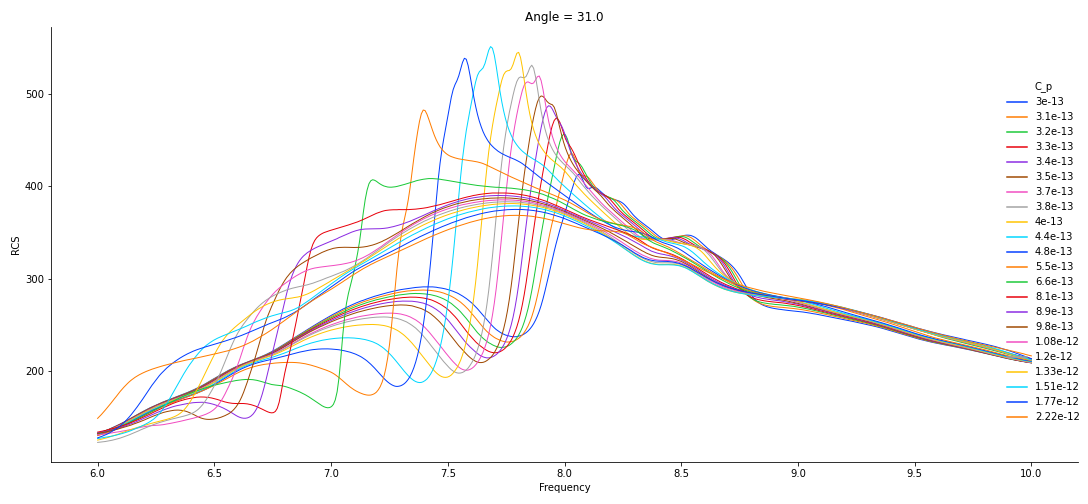 Angle = 31.0
RCS
500
400
300
200
6.0 6.5 7.0 7.5 8.0 8.5 9.0 9.5 10.0
Frequency
C_p
3e-13
3.1e-13
3.2e-13
3.3e-13
3.4e-13
3.5e-13
3.7e-13
3.8e-13
4e-13
4.4e-13
4.8e-13
5.5e-13
6.6e-13
8.1e-13
8.9e-13
9.8e-13
1.08e-12
1.2e-12
1.33e-12
1.51e-12
1.77e-12
2.22e-12